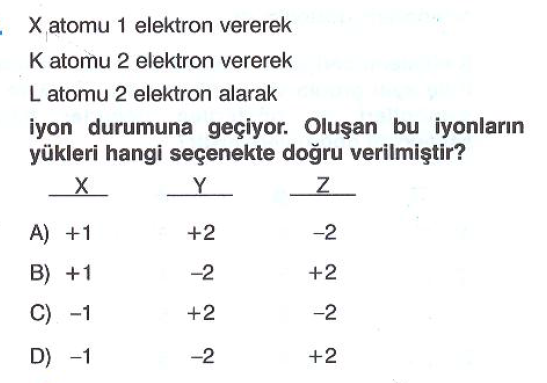 X atomu 1 elektron vererek
K atomu 2 elektron vererek
L atomu 2 elektron alarak
iyon durumuna geçiyor. Oluşan bu iyonların
yükleri hangi seçenekte doğru verilmiştir?
X Y Z
A) +1 +2 –2
B) +1 –2 +2
C) –1 +2 –2
D) –1 –2 +2